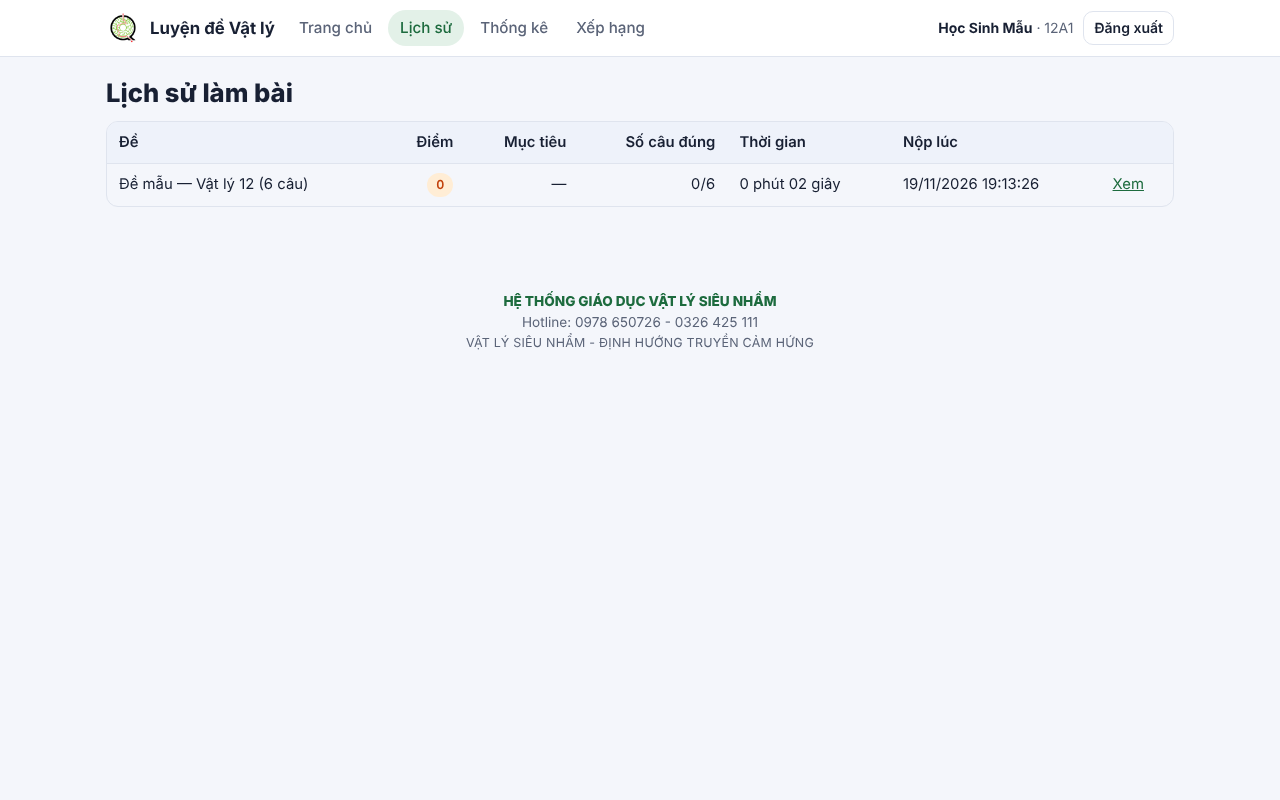 Luyện đề Vật lý Trang chủ Lịch sử Thống kê Xếp hạng Học Sinh Mẫu · 12A1 Đăng xuất
Lịch sử làm bài
Đề Điểm Mục tiêu Số câu đúng Thời gian Nộp lúc
Đề mẫu — Vật lý 12 (6 câu) 0 — 0/6 0 phút 02 giây 19/11/2026 19:13:26 Xem
HỆ THỐNG GIÁO DỤC VẬT LÝ SIÊU NHẨM
Hotline: 0978 650726 - 0326 425 111
VẬT LÝ SIÊU NHẨM - ĐỊNH HƯỚNG TRUYỀN CẢM HỨNG